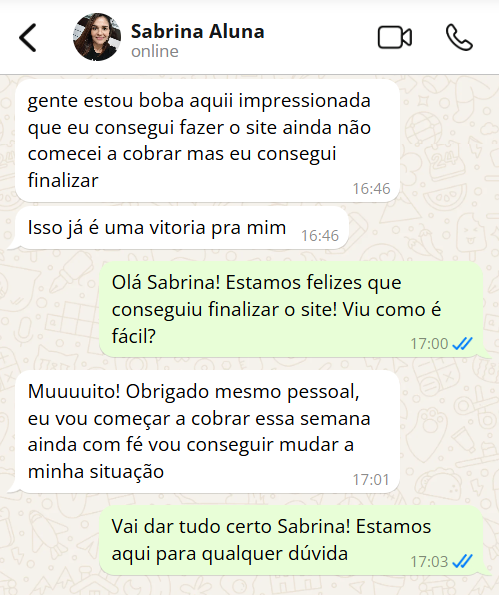 Sabrina Aluna
online
gente estou boba aquii impressionada
que eu consegui fazer o site ainda não
comecei a cobrar mas eu consegui
finalizar
16:46
Isso já é uma vitoria pra mim
16:46
Olá Sabrina! Estamos felizes que
conseguiu finalizar o site! Viu como é
fácil?
17:00
Muuuuito! Obrigado mesmo pessoal,
eu vou começar a cobrar essa semana
ainda com fé vou conseguir mudar a
minha situação
17:01
Vai dar tudo certo Sabrina! Estamos
aqui para qualquer dúvida
17:03